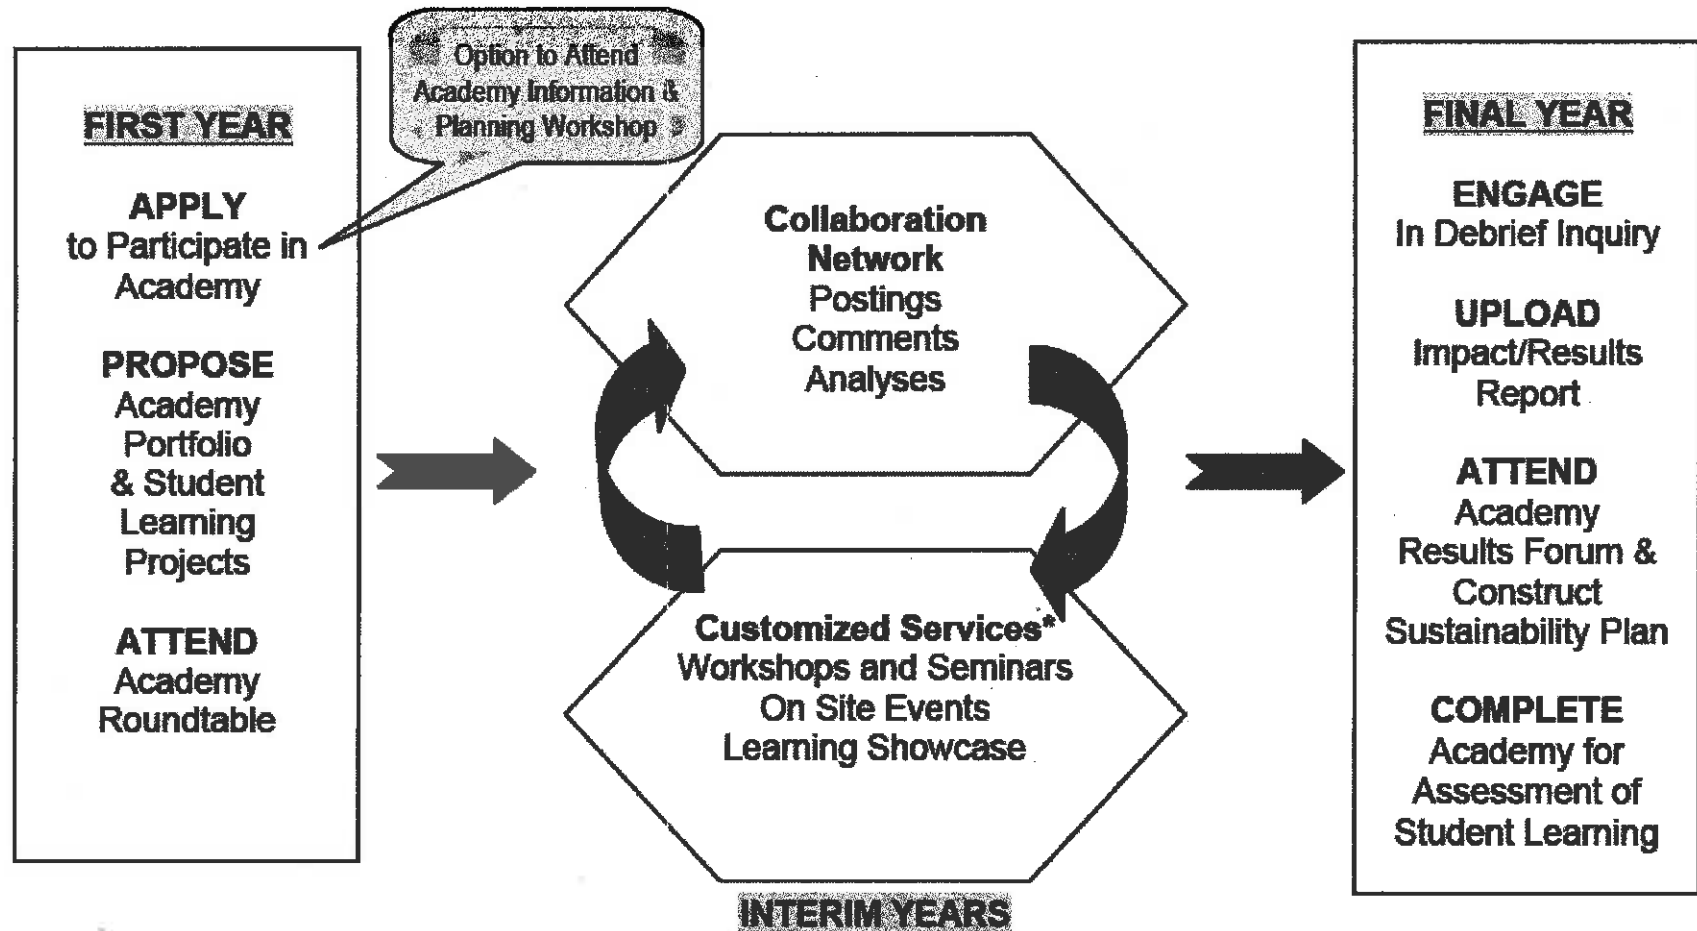 Option to Attend
Academy Information &
Planning Workshop
FIRST YEAR
APPLY
to Participate in
Academy
PROPOSE
Academy
Portfolio
& Student
Learning
Projects
ATTEND
Academy
Roundtable
Collaboration
Network
Postings
Comments
Analyses
Customized Services*
Workshops and Seminars
On Site Events
Learning Showcase
INTERIM YEARS
FINAL YEAR
ENGAGE
In Debrief Inquiry
UPLOAD
Impact/Results
Report
ATTEND
Academy
Results Forum &
Construct
Sustainability Plan
COMPLETE
Academy for
Assessment of
Student Learning